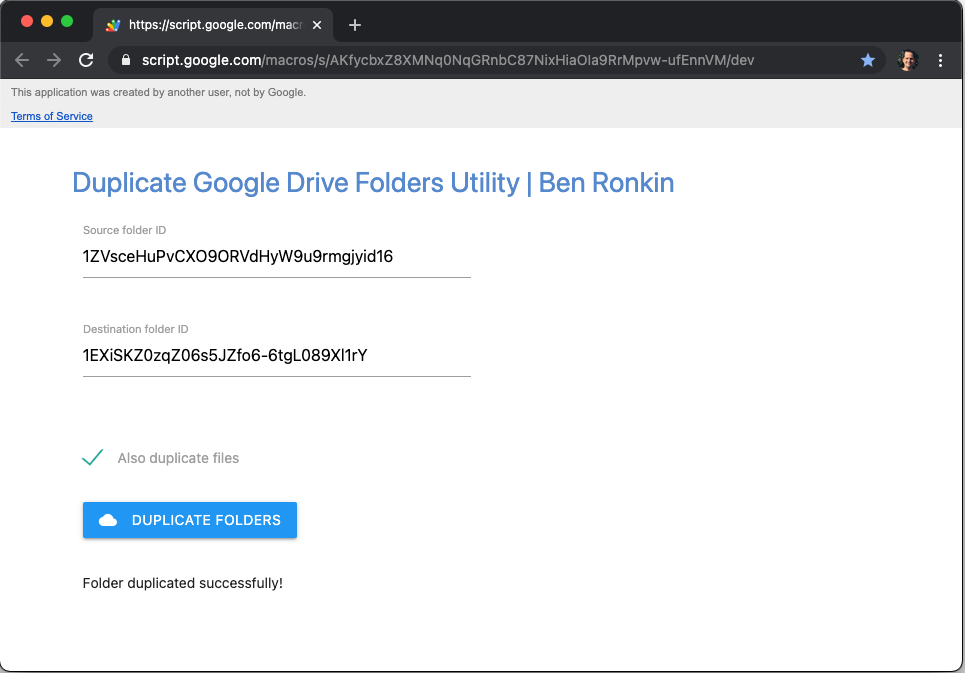 https://script.google.com/macr
script.google.com/macros/s/AKfycbxZ8XMNq0NqGRnbC87NixHiaOla9RrMpvw-ufEnnVM/dev
This application was created by another user, not by Google.
Terms of Service
Duplicate Google Drive Folders Utility | Ben Ronkin
Source folder ID
1ZVsceHuPvCXO9ORVdHyW9u9rmgjyid16
Destination folder ID
1EXiSKZ0zqZ06s5JZfo6-6tgL089Xl1rY
Also duplicate files
DUPLICATE FOLDERS
Folder duplicated successfully!